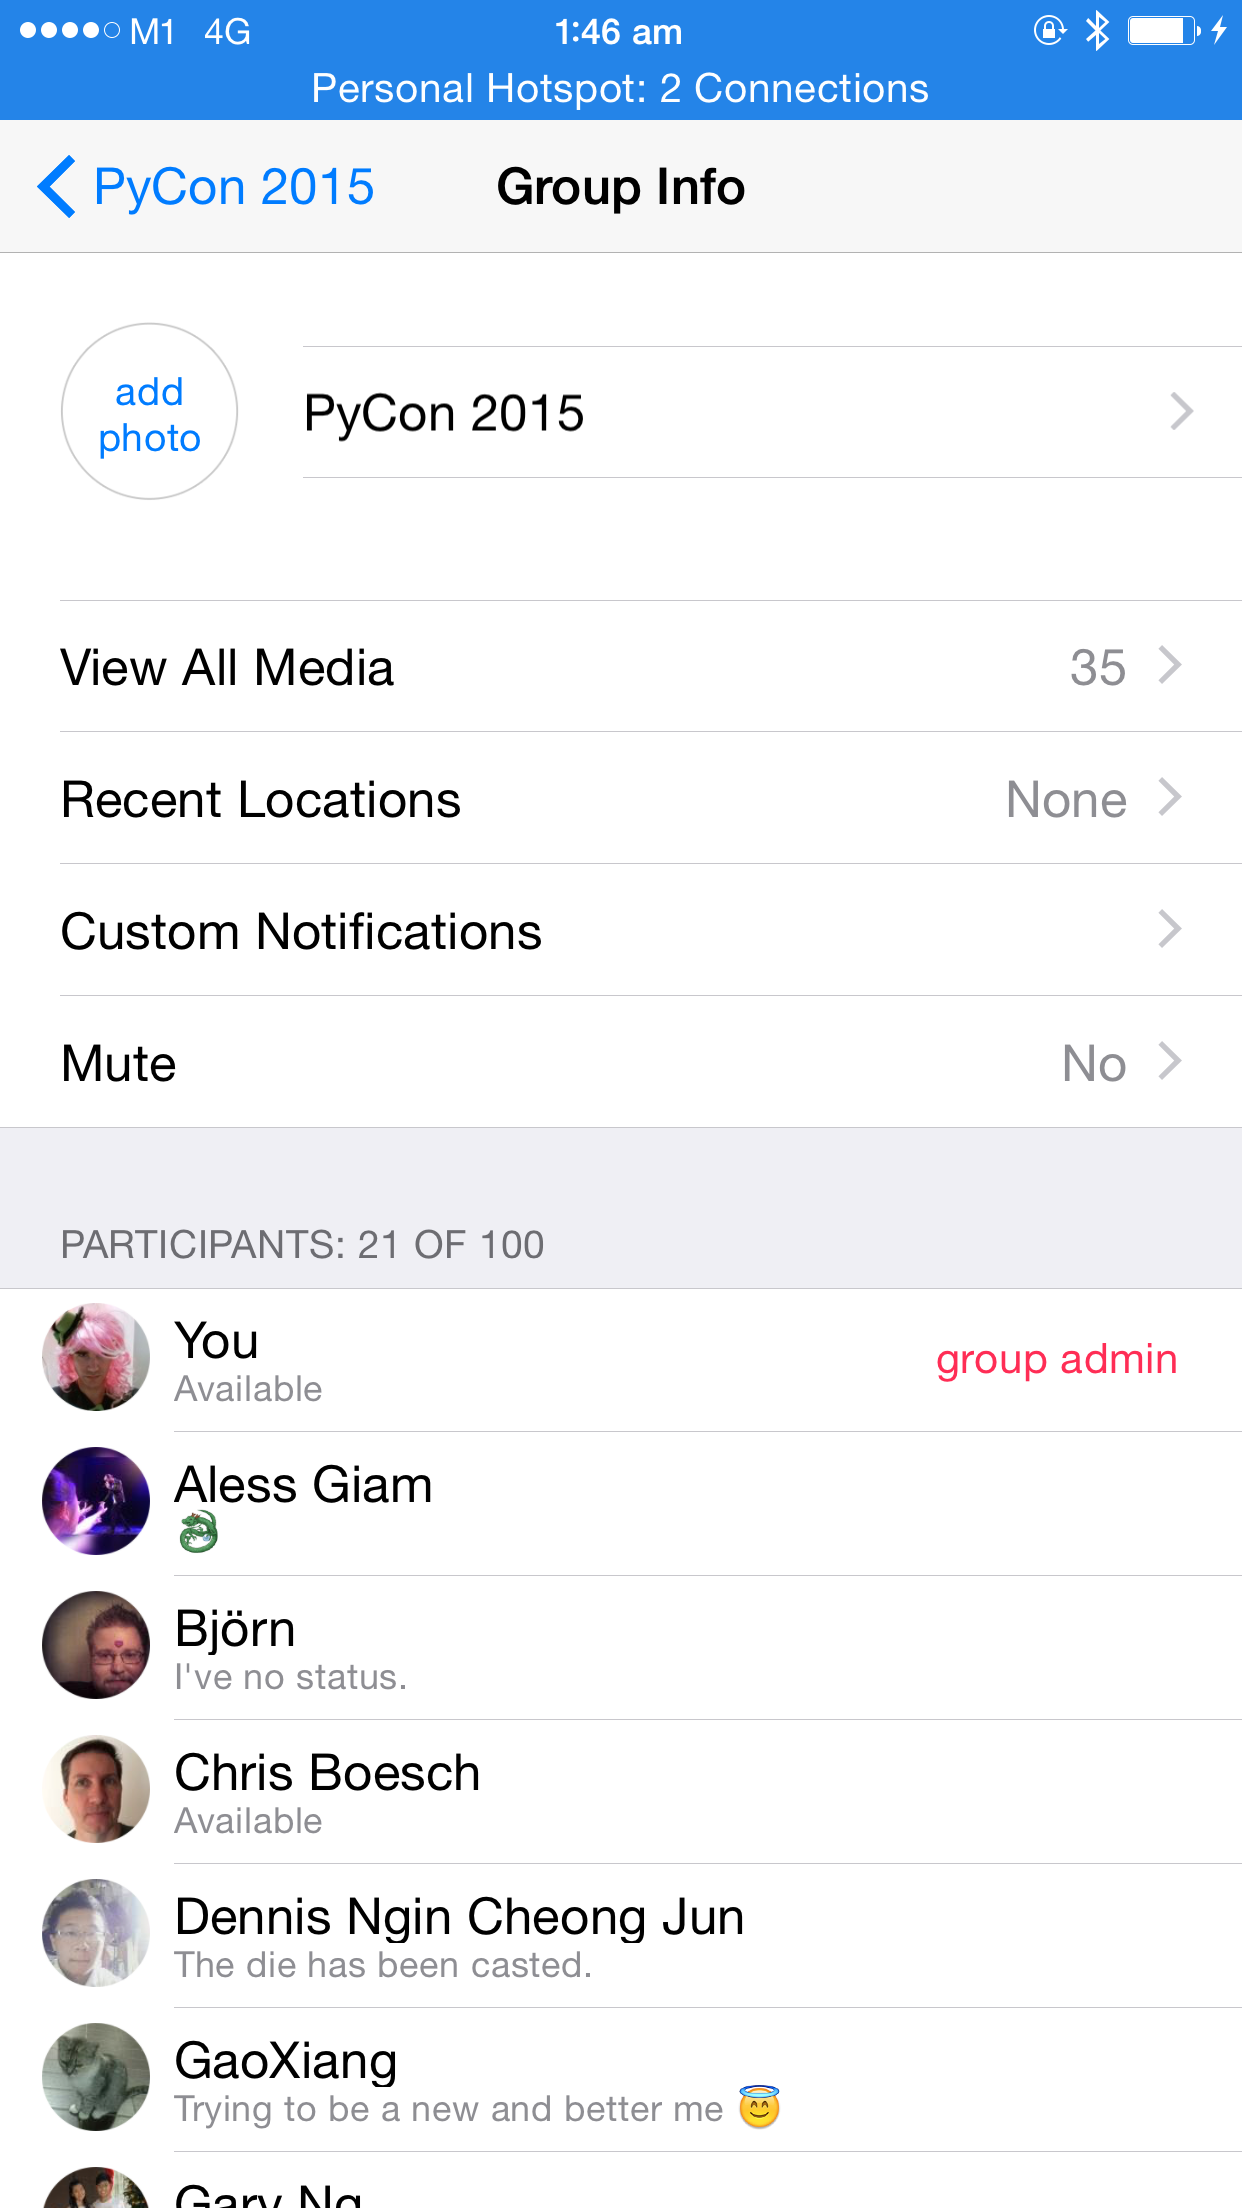 M1 4G 1:46 am
Personal Hotspot: 2 Connections
PyCon 2015 Group Info
add
photo
PyCon 2015
View All Media 35
Recent Locations None
Custom Notifications
Mute No
PARTICIPANTS: 21 OF 100
You
Available
group admin
Aless Giam
🐉
Björn
I've no status.
Chris Boesch
Available
Dennis Ngin Cheong Jun
The die has been casted.
GaoXiang
Trying to be a new and better me 😇
Gary Ng